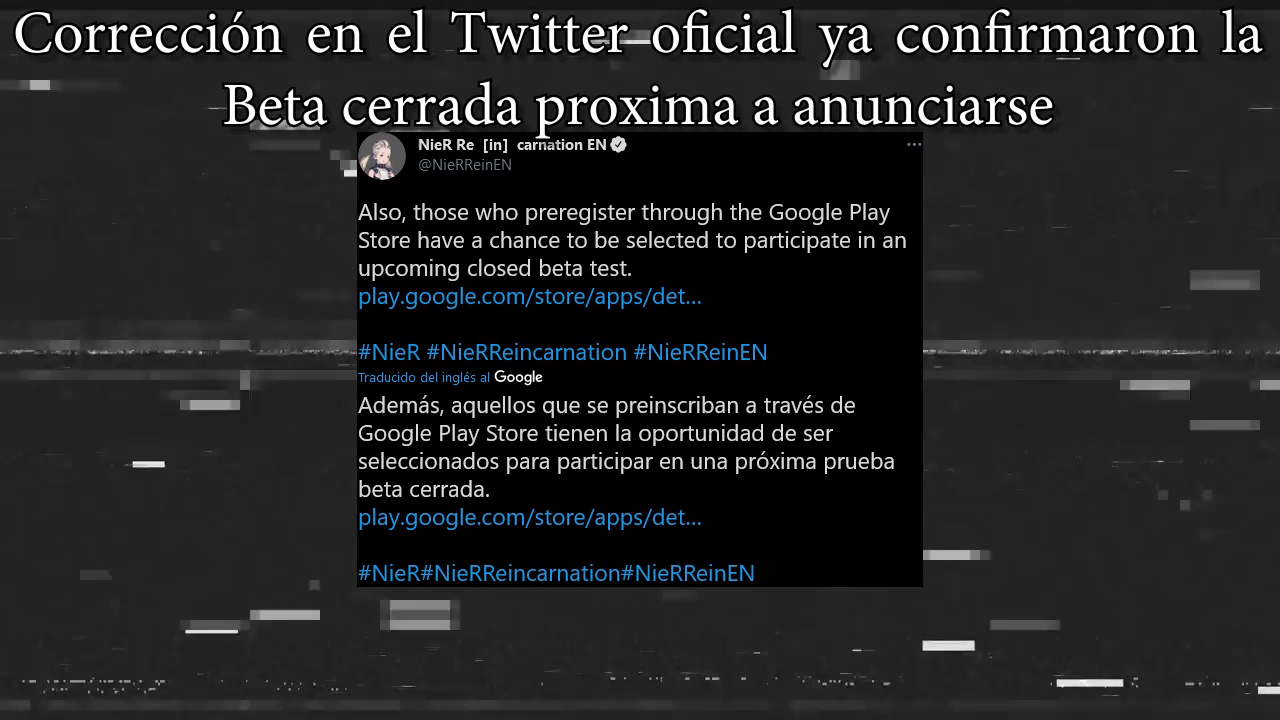 Corrección en el Twitter oficial ya confirmaron la
Beta cerrada proxima a anunciarse
NieR Re [in] carnation EN
@NieRReinEN
Also, those who preregister through the Google Play
Store have a chance to be selected to participate in an
upcoming closed beta test.
play.google.com/store/apps/det...
#NieR #NieRReincarnation #NieRReinEN
Traducido del inglés al Google
Además, aquellos que se preinscriban a través de
Google Play Store tienen la oportunidad de ser
seleccionados para participar en una próxima prueba
beta cerrada.
play.google.com/store/apps/det...
#NieR#NieRReincarnation#NieRReinEN